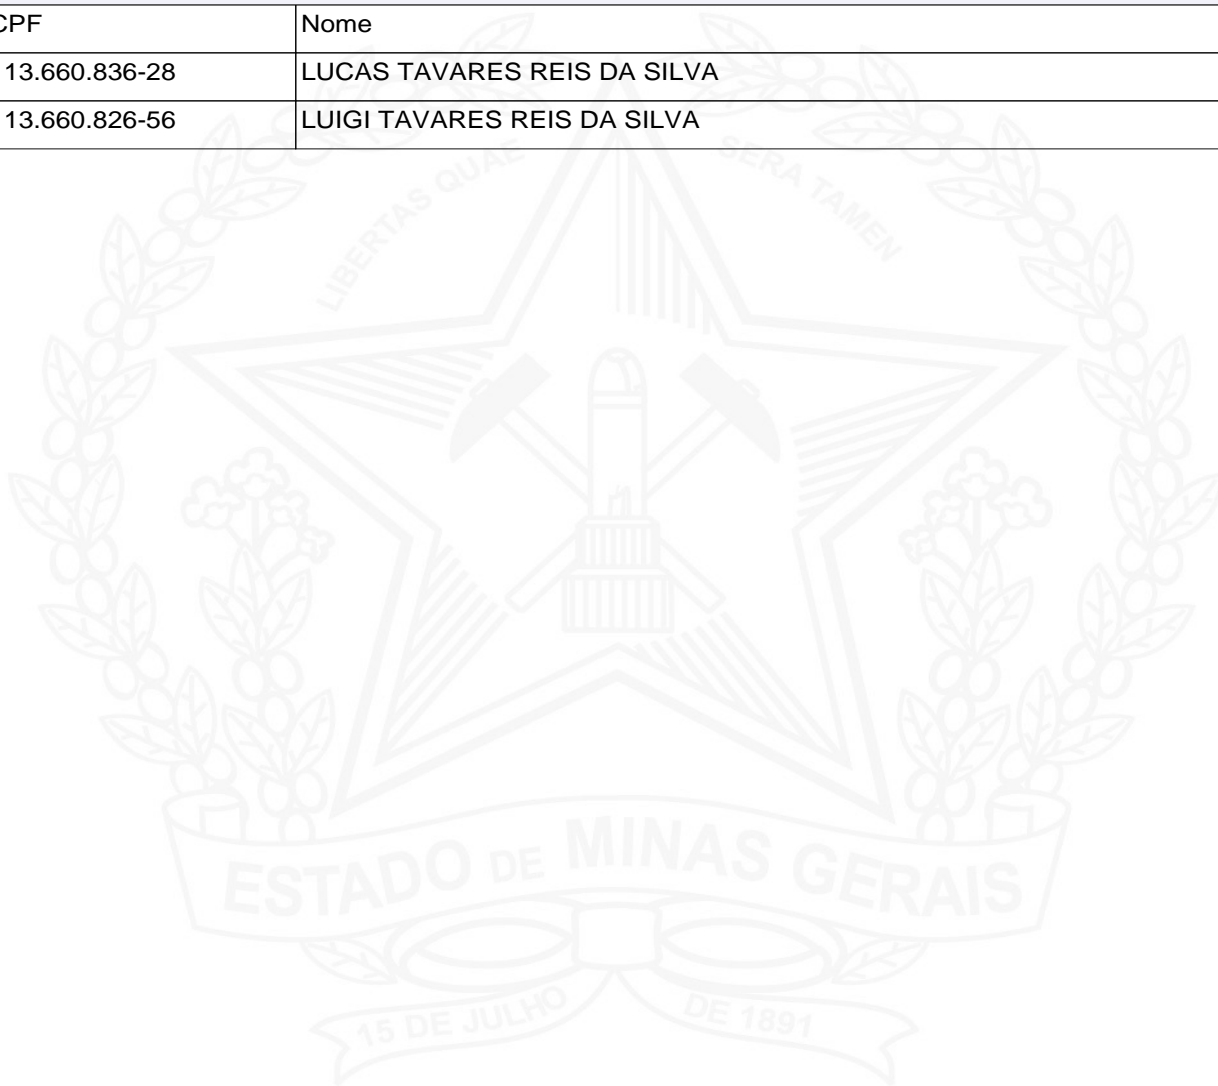 CPF Nome
13.660.836-28 LUCAS TAVARES REIS DA SILVA
13.660.826-56 LUIGI TAVARES REIS DA SILVA
LIBERTAS QUAE SERA TAMEN
ESTADO DE MINAS GERAIS
15 DE JULHO DE 1891